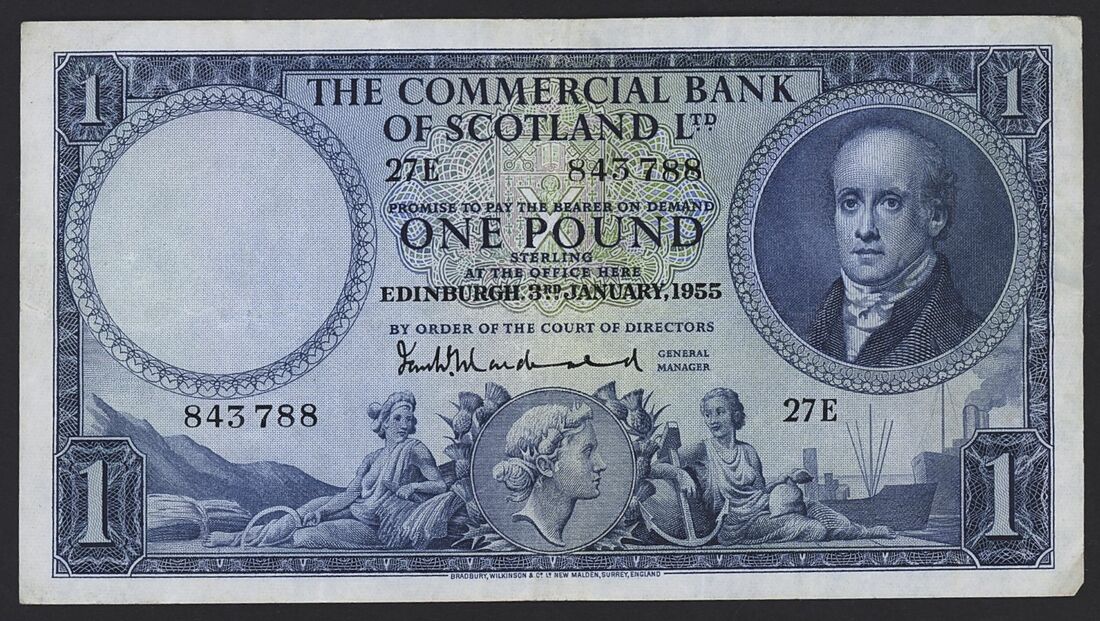 1
1
THE COMMERCIAL BANK
OF SCOTLAND LTD.
27E 843788
PROMISE TO PAY THE BEARER ON DEMAND
ONE POUND
STERLING
AT THE OFFICE HERE
EDINBURGH, 3RD JANUARY, 1955
BY ORDER OF THE COURT OF DIRECTORS
GENERAL
MANAGER
843788
27E
1
1
BRADBURY, WILKINSON & Co. Ld. NEW MALDEN, SURREY, ENGLAND